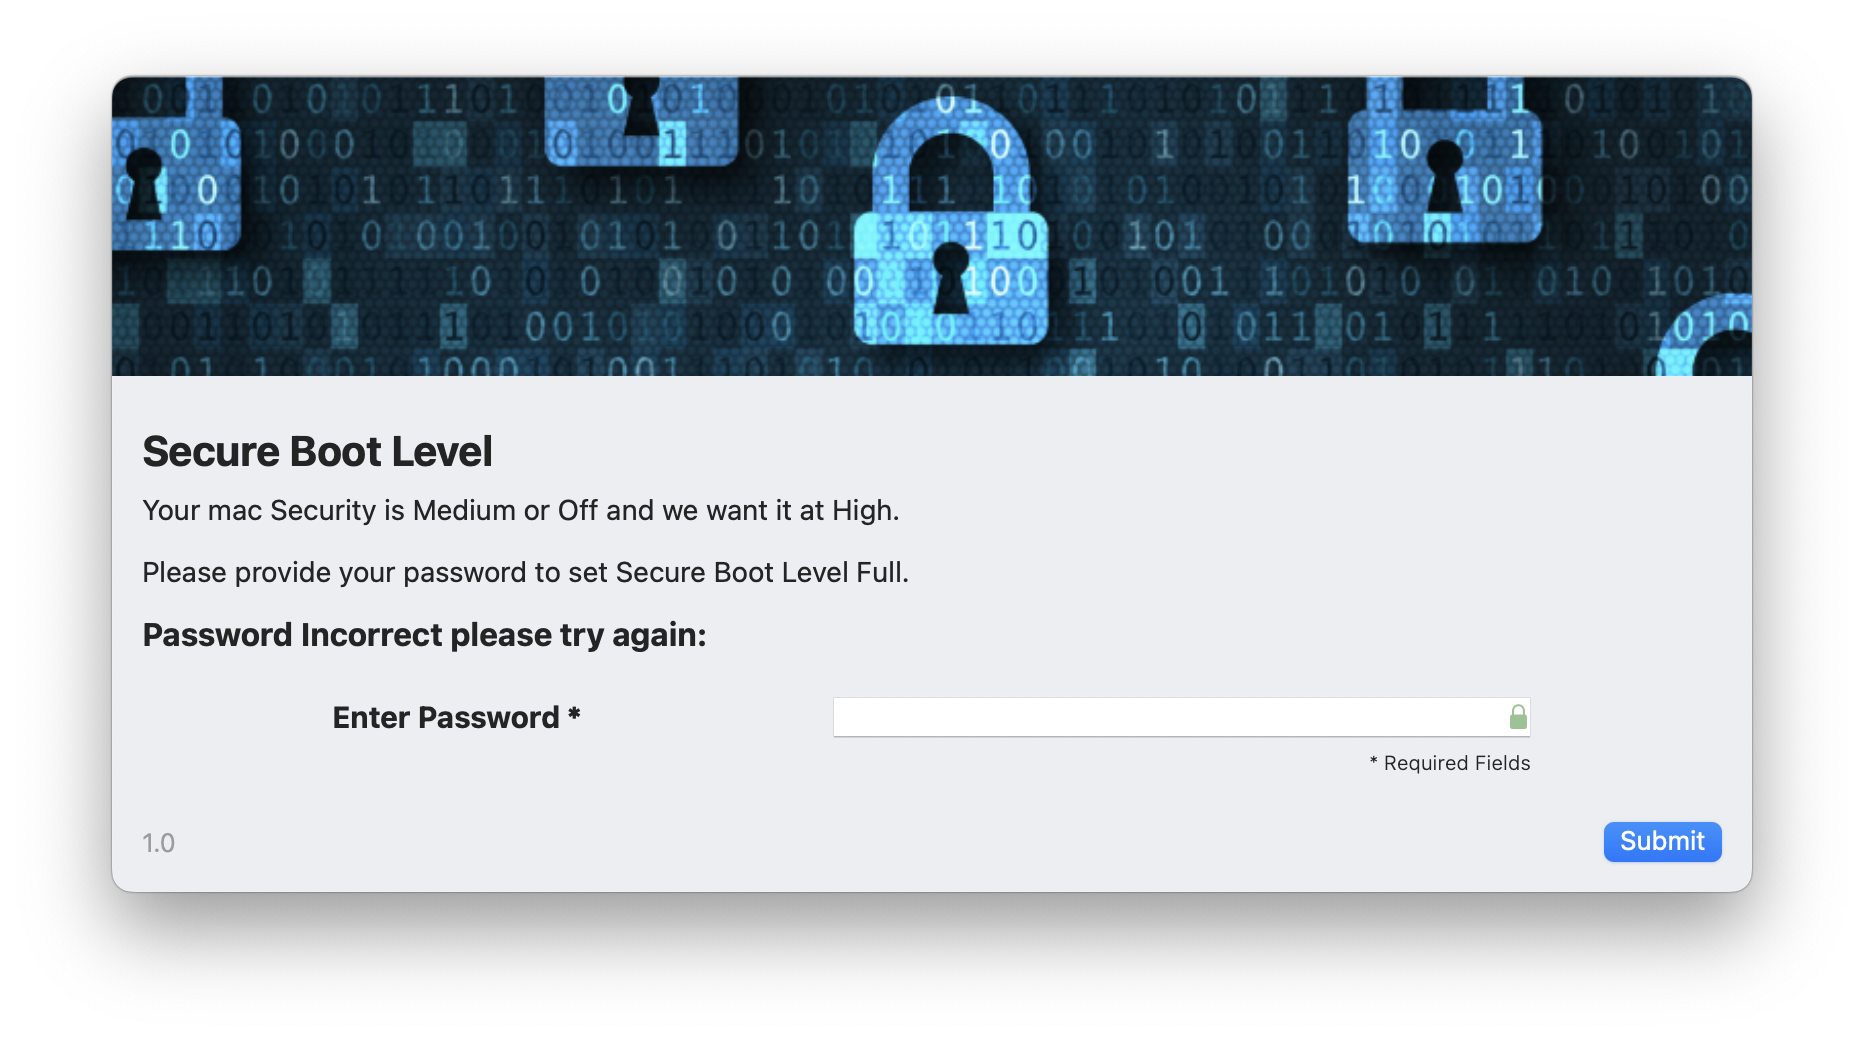 Secure Boot Level
Your mac Security is Medium or Off and we want it at High.
Please provide your password to set Secure Boot Level Full.
Password Incorrect please try again:
Enter Password *
* Required Fields
1.0
Submit